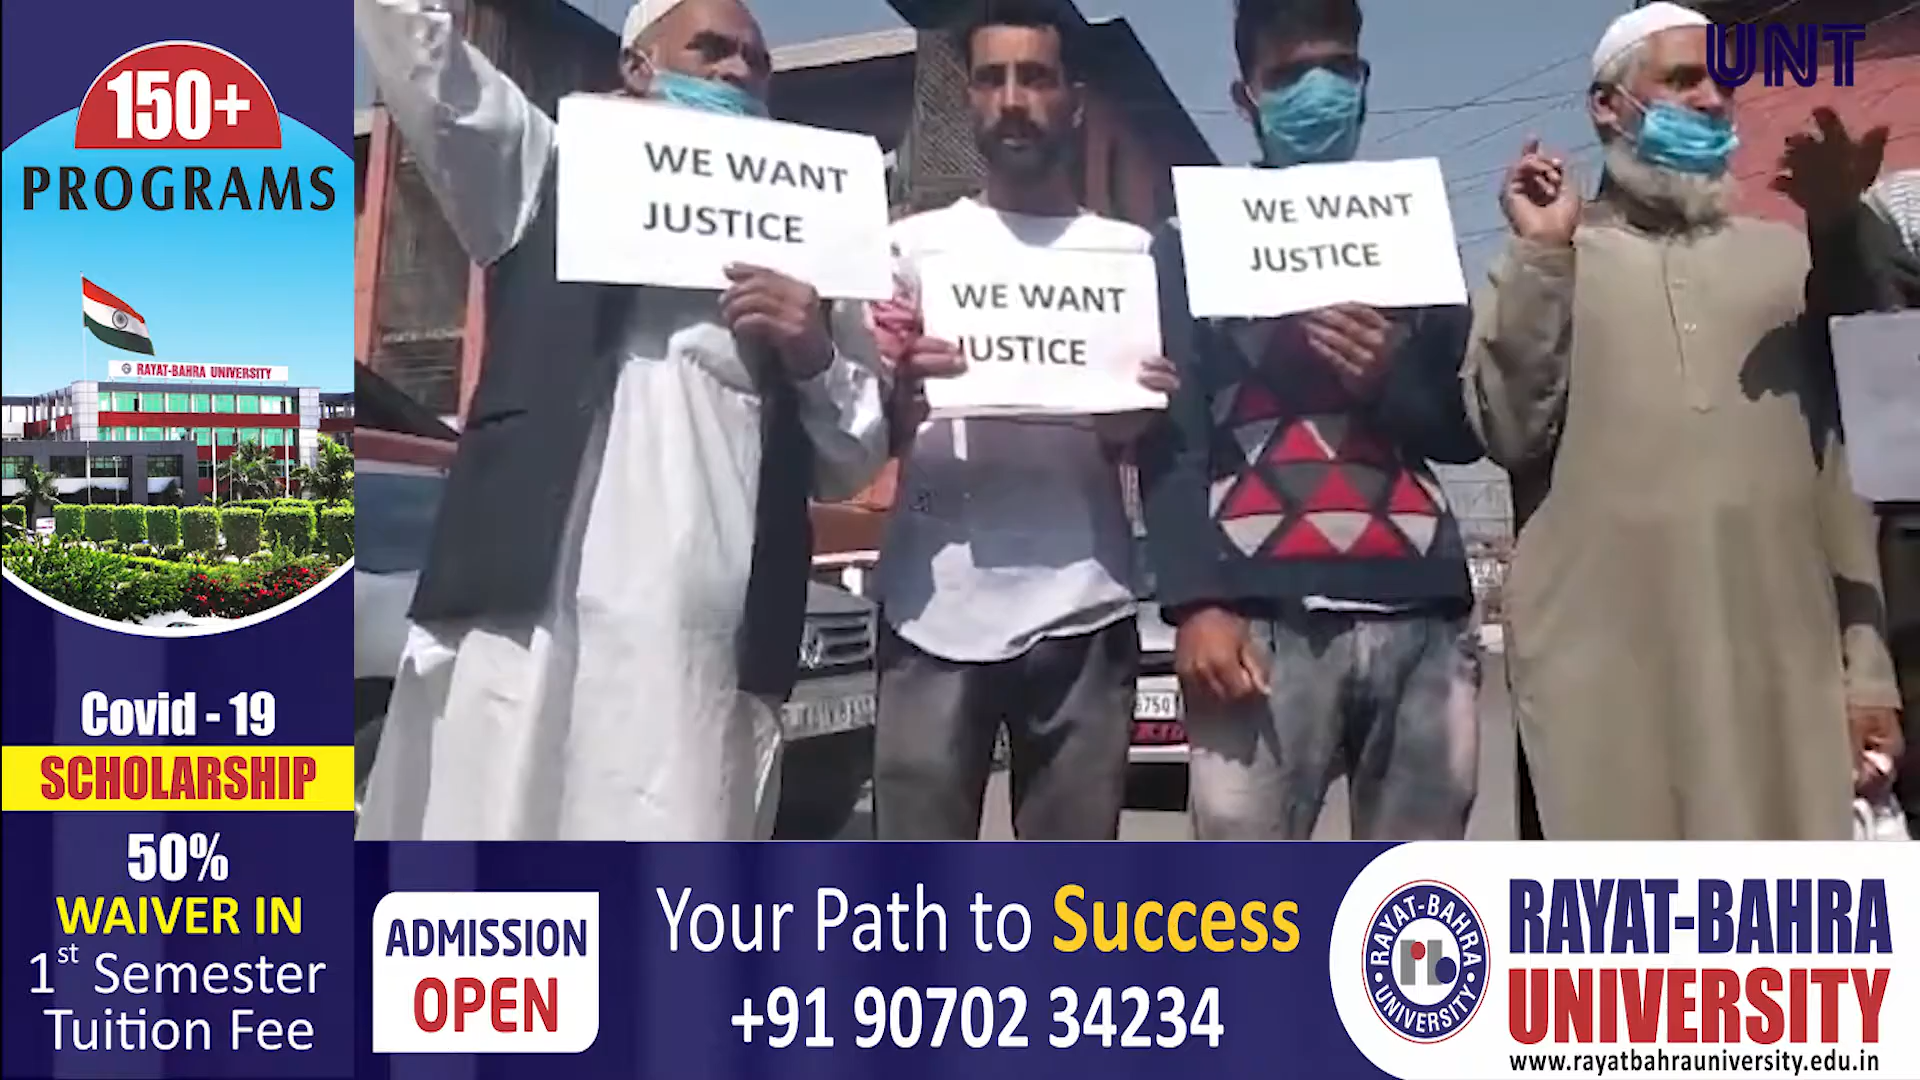 150+
PROGRAMS
RAYAT-BAHRA UNIVERSITY
Covid - 19
SCHOLARSHIP
50%
WAIVER IN
1st Semester
Tuition Fee
UNT
WE WANT
JUSTICE
WE WANT
JUSTICE
WE WANT
JUSTICE
ADMISSION
OPEN
Your Path to Success
+91 90702 34234
RAYAT-BAHRA
UNIVERSITY
RAYAT-BAHRA
UNIVERSITY
www.rayatbahrauniversity.edu.in